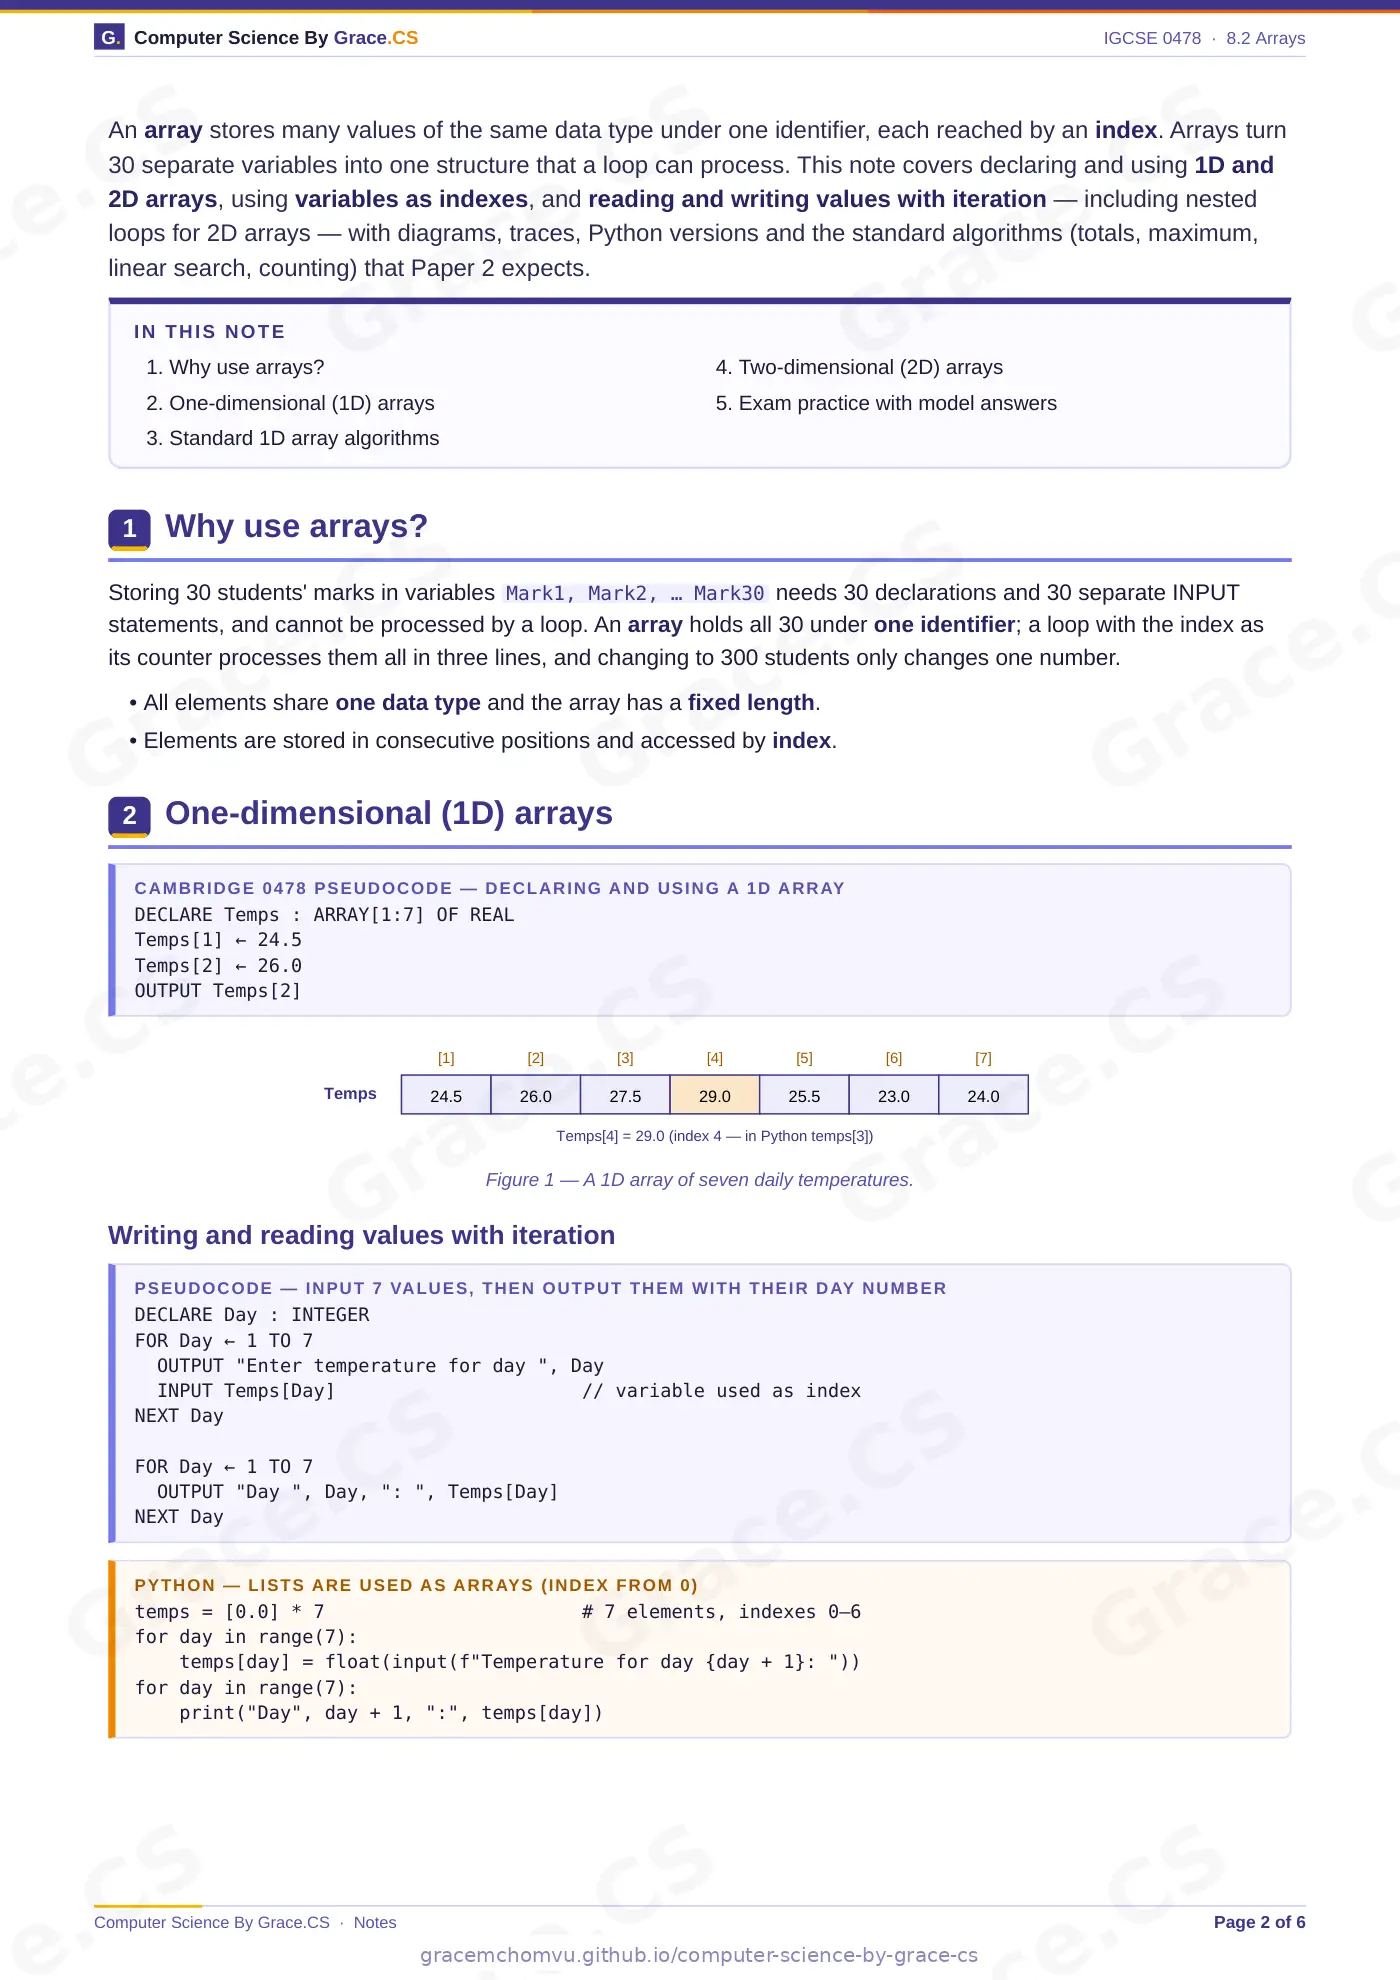 G. Computer Science By Grace.CS
IGCSE 0478 · 8.2 Arrays
An array stores many values of the same data type under one identifier, each reached by an index. Arrays turn
30 separate variables into one structure that a loop can process. This note covers declaring and using 1D and
2D arrays, using variables as indexes, and reading and writing values with iteration — including nested
loops for 2D arrays — with diagrams, traces, Python versions and the standard algorithms (totals, maximum,
linear search, counting) that Paper 2 expects.
IN THIS NOTE
1. Why use arrays?
2. One-dimensional (1D) arrays
3. Standard 1D array algorithms
4. Two-dimensional (2D) arrays
5. Exam practice with model answers
1 Why use arrays?
Storing 30 students' marks in variables Mark1, Mark2, … Mark30 needs 30 declarations and 30 separate INPUT
statements, and cannot be processed by a loop. An array holds all 30 under one identifier; a loop with the index as
its counter processes them all in three lines, and changing to 300 students only changes one number.
• All elements share one data type and the array has a fixed length.
• Elements are stored in consecutive positions and accessed by index.
2 One-dimensional (1D) arrays
CAMBRIDGE 0478 PSEUDOCODE — DECLARING AND USING A 1D ARRAY
DECLARE Temps : ARRAY[1:7] OF REAL
Temps[1] ← 24.5
Temps[2] ← 26.0
OUTPUT Temps[2]
[1] [2] [3] [4] [5] [6] [7]
Temps 24.5 26.0 27.5 29.0 25.5 23.0 24.0
Temps[4] = 29.0 (index 4 — in Python temps[3])
Figure 1 — A 1D array of seven daily temperatures.
Writing and reading values with iteration
PSEUDOCODE — INPUT 7 VALUES, THEN OUTPUT THEM WITH THEIR DAY NUMBER
DECLARE Day : INTEGER
FOR Day ← 1 TO 7
  OUTPUT "Enter temperature for day ", Day
  INPUT Temps[Day]                      // variable used as index
NEXT Day
FOR Day ← 1 TO 7
  OUTPUT "Day ", Day, ": ", Temps[Day]
NEXT Day
PYTHON — LISTS ARE USED AS ARRAYS (INDEX FROM 0)
temps = [0.0] * 7                       # 7 elements, indexes 0–6
for day in range(7):
    temps[day] = float(input(f"Temperature for day {day + 1}: "))
for day in range(7):
    print("Day", day + 1, ":", temps[day])
Computer Science By Grace.CS · Notes
Page 2 of 6
gracemchomvu.github.io/computer-science-by-grace-cs